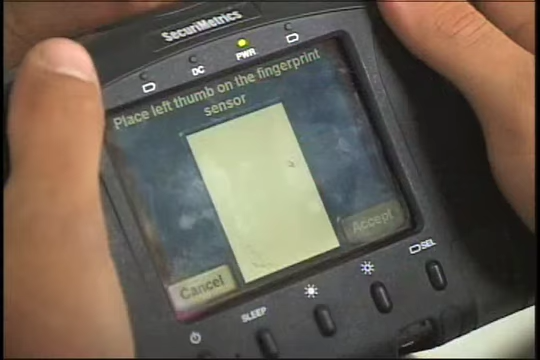 SecuriMetrics
DC
PWR
Place left thumb on the fingerprint
sensor
Accept
Cancel
SEL
SLEEP